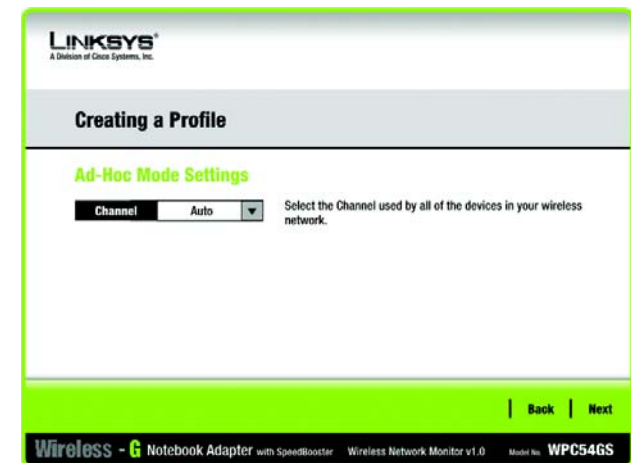 LINKSYS®
A Division of Cisco Systems, Inc.
Creating a Profile
Ad-Hoc Mode Settings
Channel Auto
Select the Channel used by all of the devices in your wireless
network.
Back | Next
Wireless - G Notebook Adapter with SpeedBooster Wireless Network Monitor v1.0 Model No. WPC54GS